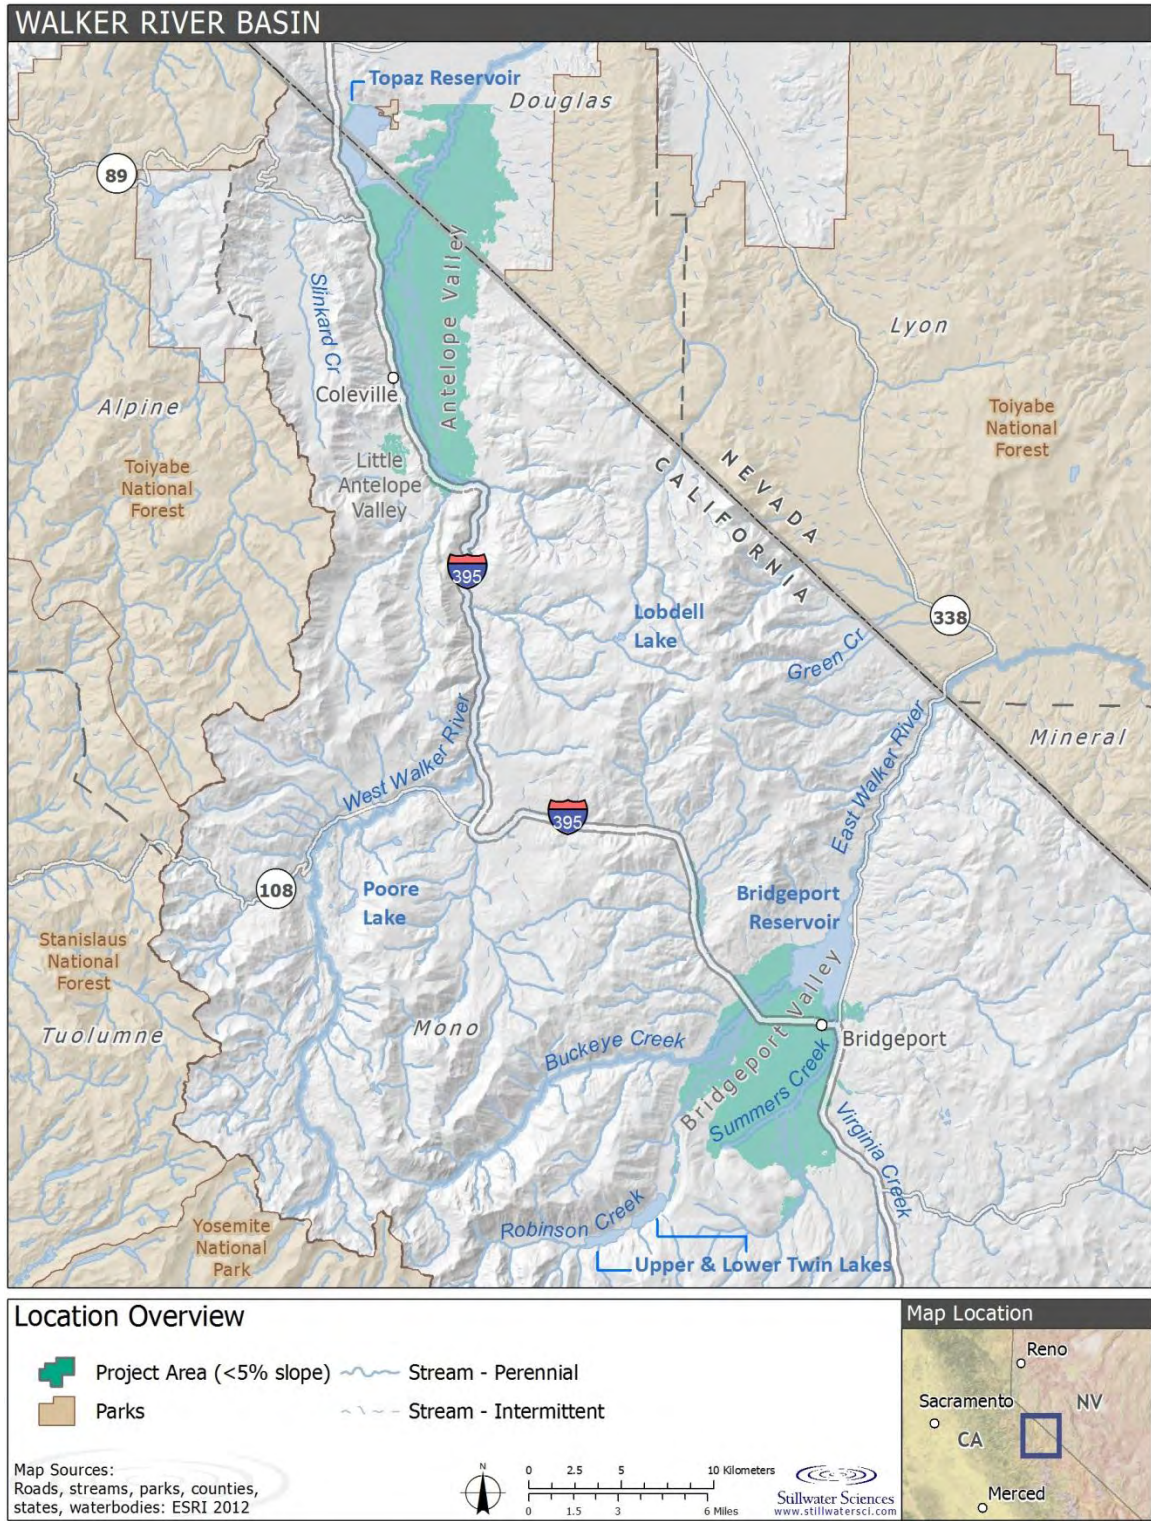 WALKER RIVER BASIN
Topaz Reservoir
Douglas
89
Antelope Valley
Slinkard Cr
Lyon
Coleville
Alpine
Toiyabe
National
Forest
Toiyabe
National
Forest
Little
Antelope
Valley
NEVADA
CALIFORNIA
395
Lobdell
Lake
338
Green Cr
Mineral
West Walker River
East Walker River
395
108
Poore
Lake
Bridgeport
Reservoir
Stanislaus
National
Forest
Tuolumne
Mono
Bridgeport Valley
Bridgeport
Buckeye Creek
Summers Creek
Virginia Creek
Robinson Creek
Yosemite
National
Park
Upper & Lower Twin Lakes
Location Overview
Project Area (<5% slope)
Stream - Perennial
Parks
Stream - Intermittent
Map Sources:
Roads, streams, parks, counties,
states, waterbodies: ESRI 2012
N
0 2.5 5 10 Kilometers
0 1.5 3 6 Miles
Stillwater Sciences
www.stillwatersci.com
Map Location
Reno
Sacramento
NV
CA
Merced